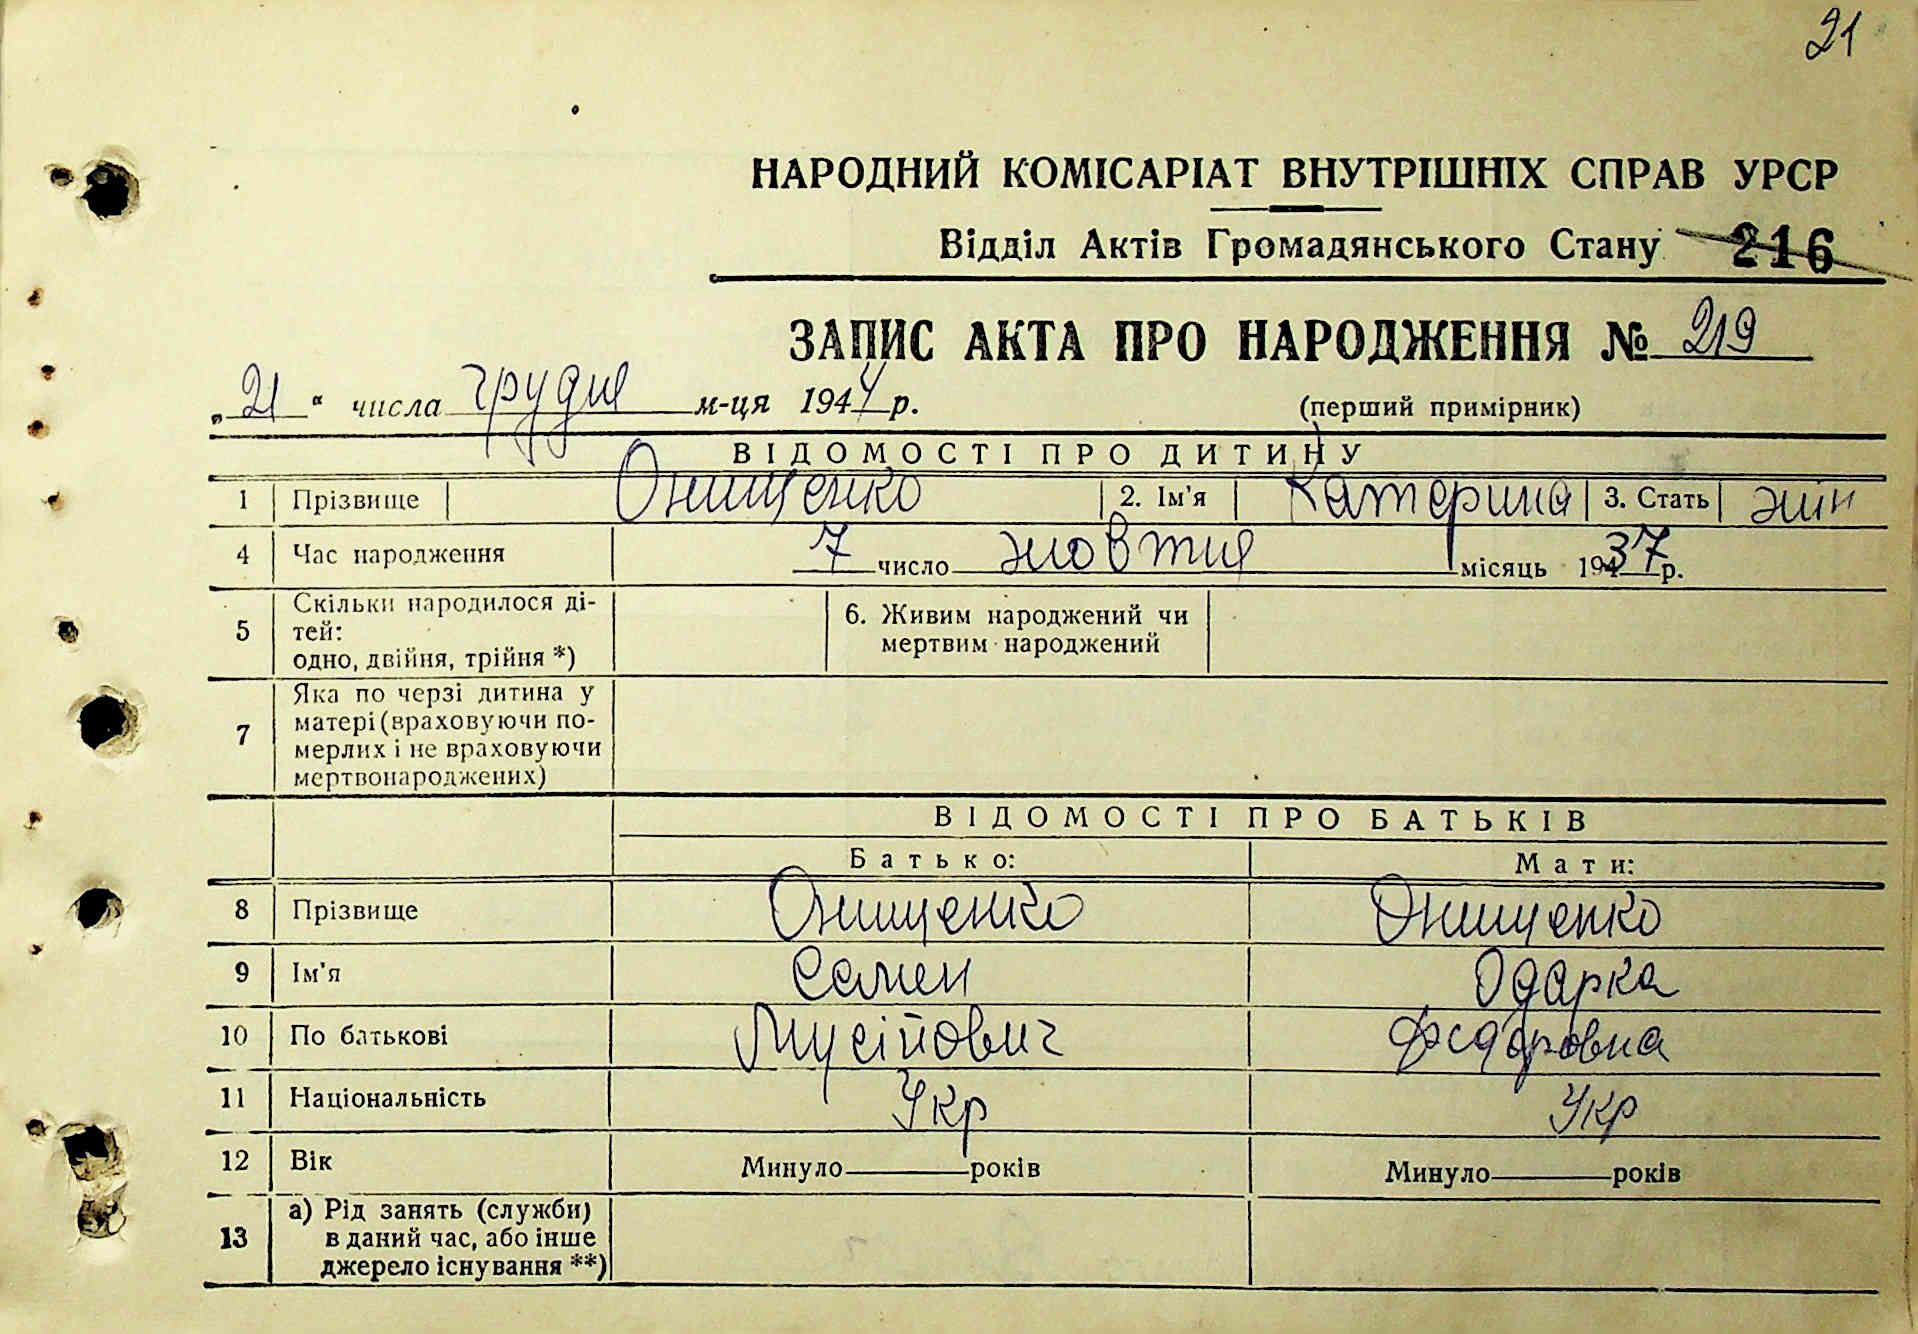 21
НАРОДНИЙ КОМІСАРІАТ ВНУТРІШНІХ СПРАВ УРСР
Відділ Актів Громадянського Стану 216
ЗАПИС АКТА ПРО НАРОДЖЕННЯ № 219
„21“ числа грудня м-ця 1944 р. (перший примірник)
ВІДОМОСТІ ПРО ДИТИНУ
1 Прізвище Онищенко 2. Ім'я Катерина 3. Стать жін
4 Час народження 7 число жовтня місяць 1937 р.
5 Скільки народилося ді-
тей:
одно, двійня, трійня *)
6. Живим народжений чи
мертвим народжений
7 Яка по черзі дитина у
матері (враховуючи по-
мерлих і не враховуючи
мертвонароджених)
ВІДОМОСТІ ПРО БАТЬКІВ
Батько: Мати:
8 Прізвище Онищенко Онищенко
9 Ім'я Семен Одарка
10 По батькові Мусійович Федоровна
11 Національність Укр Укр
12 Вік Минуло років Минуло років
13 а) Рід занять (служби)
в даний час, або інше
джерело існування **)